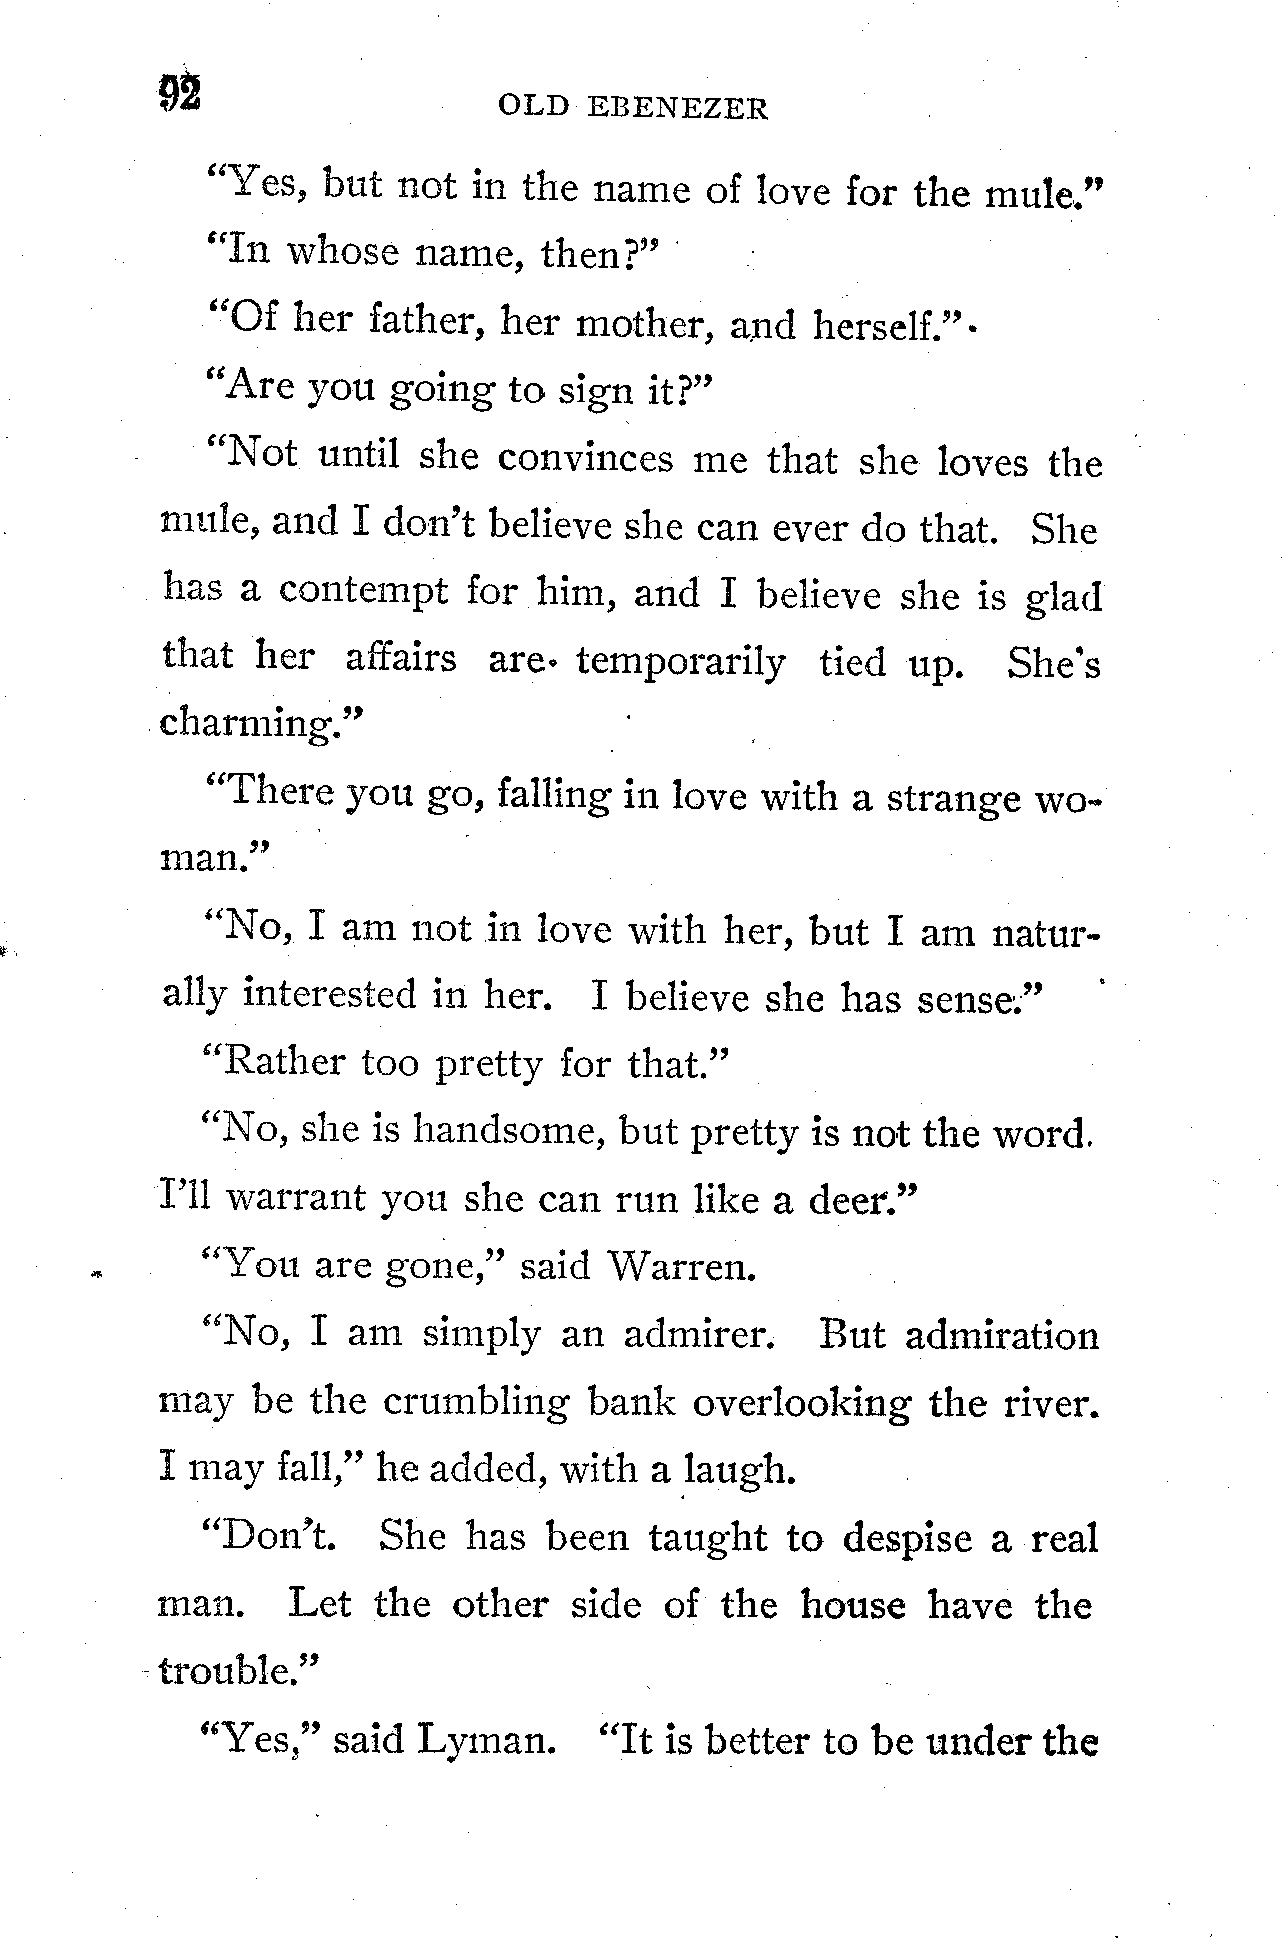 92
OLD EBENEZER
“Yes, but not in the name of love for the mule.”
“In whose name, then?”
“Of her father, her mother, and herself.”
“Are you going to sign it?”
“Not until she convinces me that she loves the
mule, and I don’t believe she can ever do that. She
has a contempt for him, and I believe she is glad
that her affairs are temporarily tied up. She’s
charming.”
“There you go, falling in love with a strange wo-
man.”
“No, I am not in love with her, but I am natur-
ally interested in her. I believe she has sense.”
“Rather too pretty for that.”
“No, she is handsome, but pretty is not the word.
I’ll warrant you she can run like a deer.”
“You are gone,” said Warren.
“No, I am simply an admirer. But admiration
may be the crumbling bank overlooking the river.
I may fall,” he added, with a laugh.
“Don’t. She has been taught to despise a real
man. Let the other side of the house have the
trouble.”
“Yes,” said Lyman. “It is better to be under the